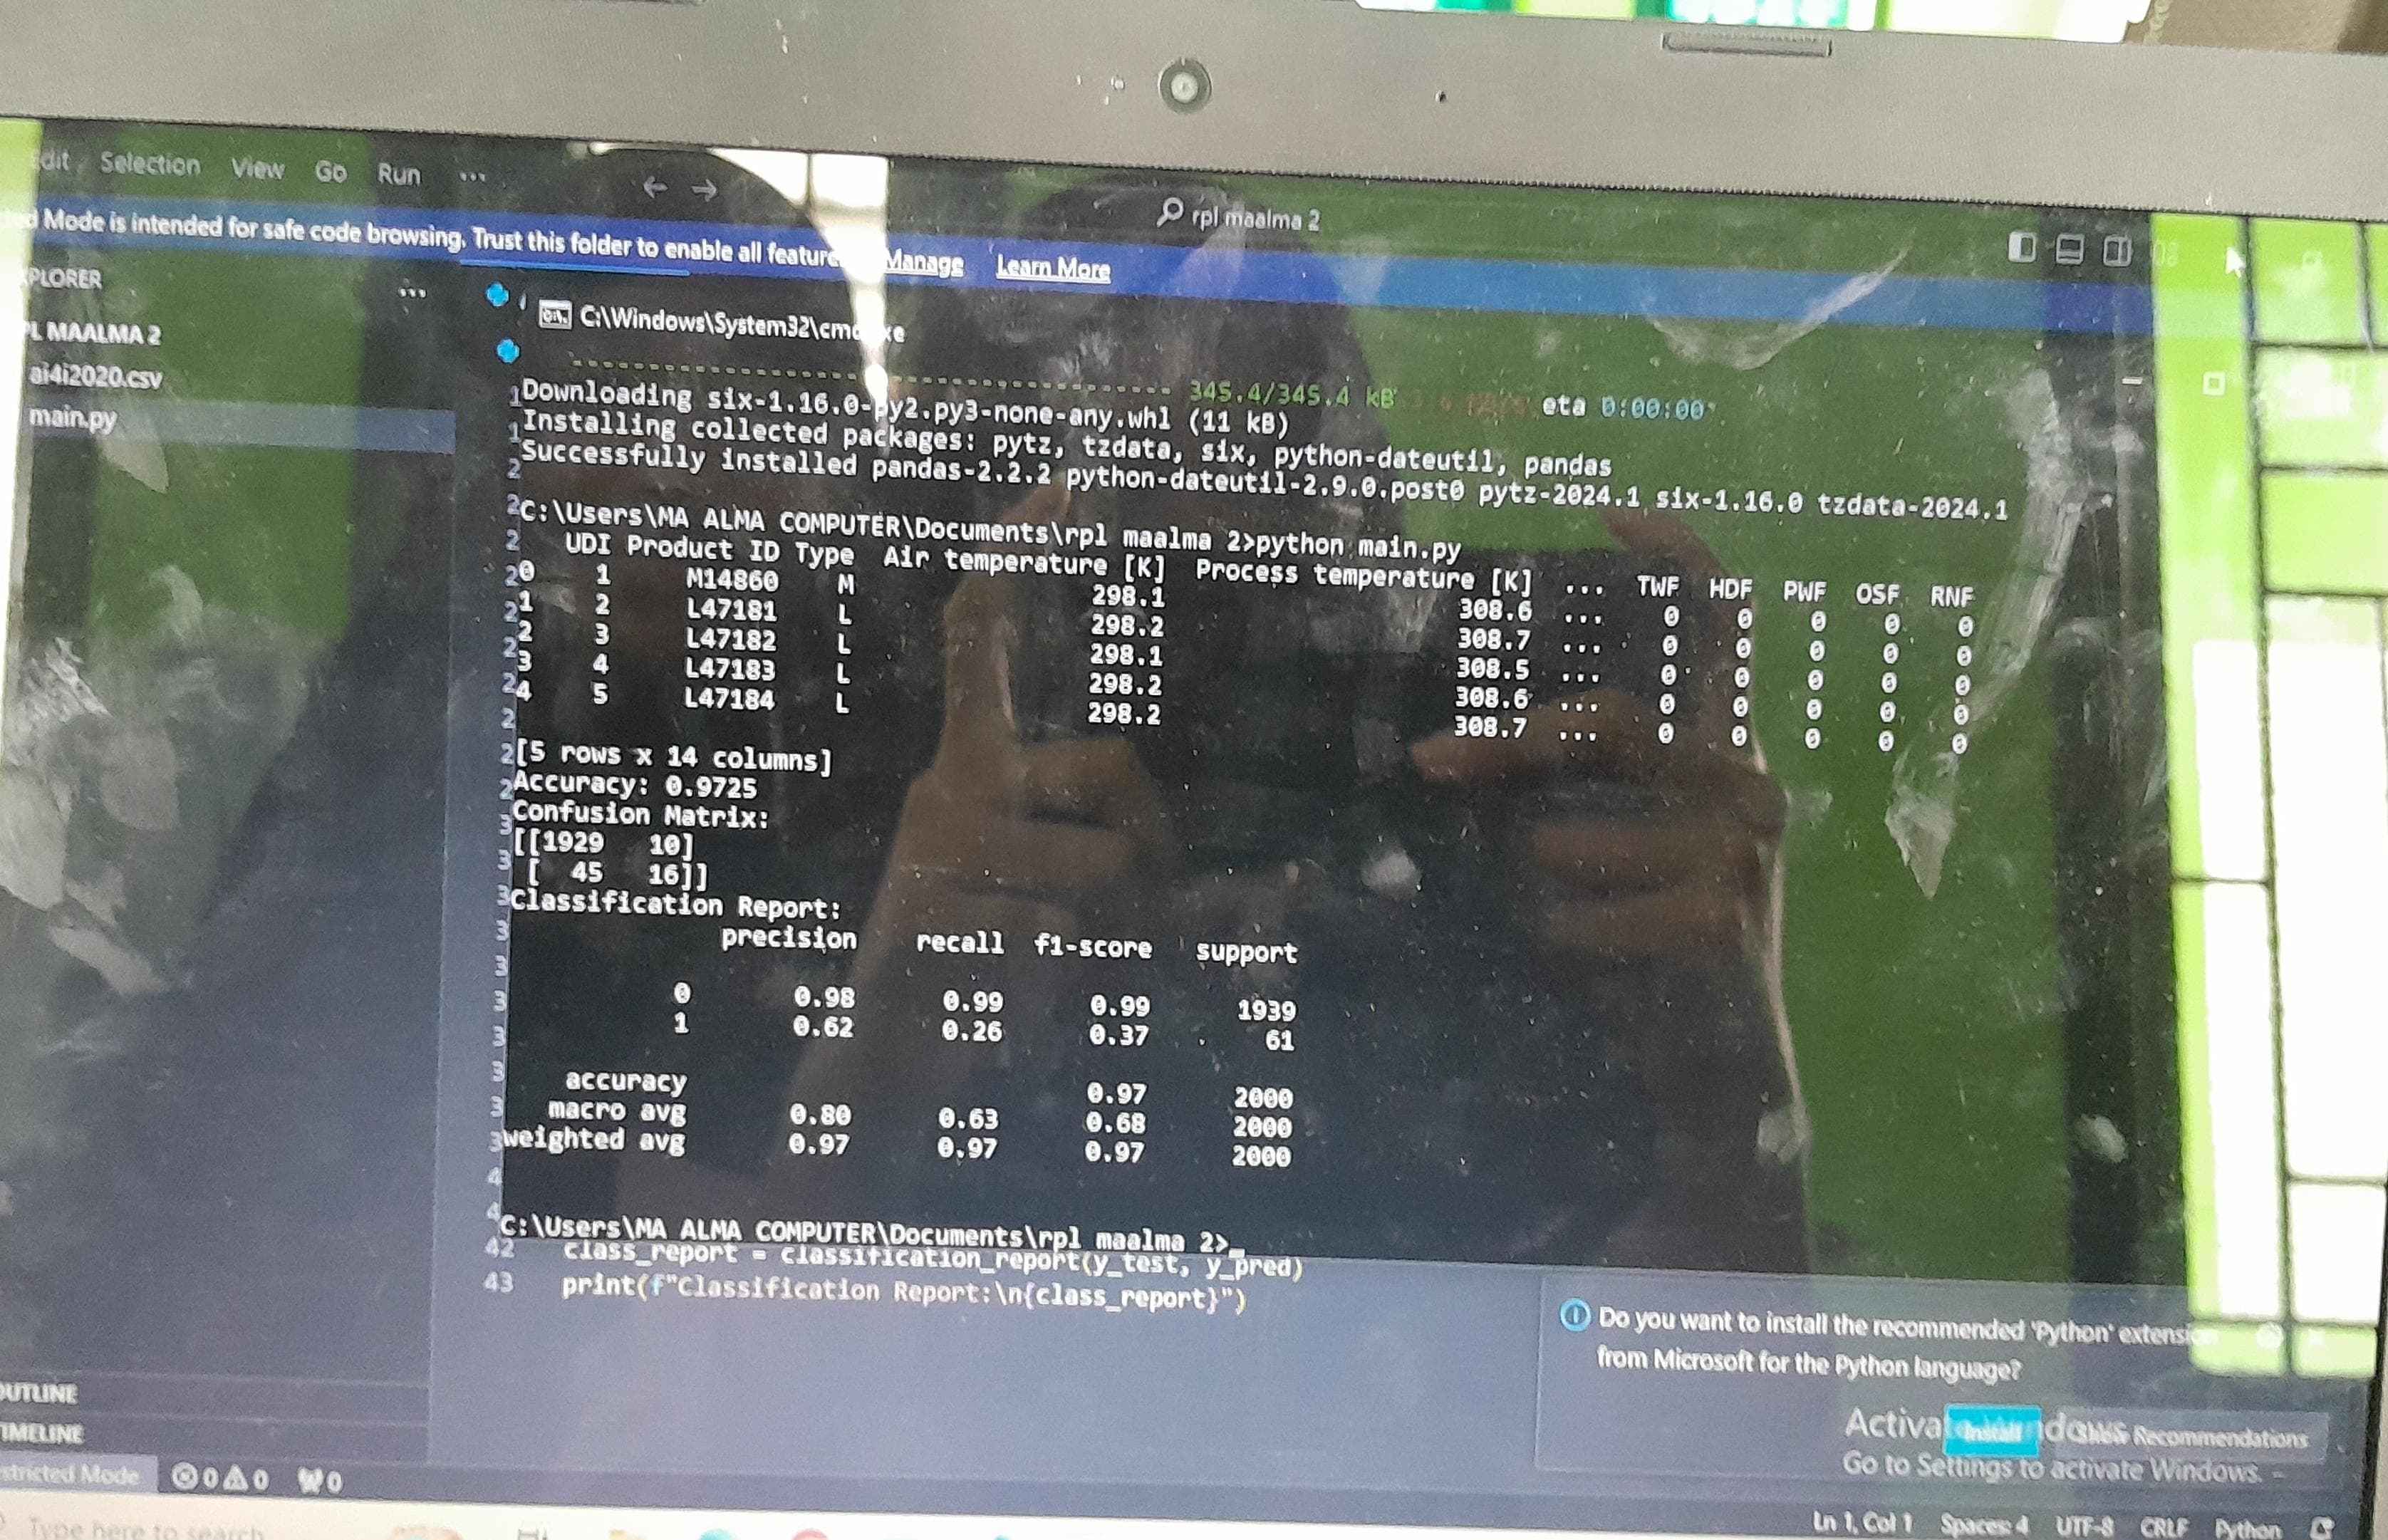 dit Selection View Go Run ...
rpl maalma 2
d Mode is intended for safe code browsing. Trust this folder to enable all feature Manage Learn More
PLORER ...
L MAALMA 2
ai4i2020.csv
main.py
C:\Windows\System32\cm xe
345.4/345.4 kB eta 0:00:00
Downloading six-1.16.0-py2.py3-none-any.whl (11 kB)
Installing collected packages: pytz, tzdata, six, python-dateutil, pandas
Successfully installed pandas-2.2.2 python-dateutil-2.9.0.post0 pytz-2024.1 six-1.16.0 tzdata-2024.1
C:\Users\MA ALMA COMPUTER\Documents\rpl maalma 2>python main.py
UDI Product ID Type Air temperature [K] Process temperature [K] ... TWF HDF PWF OSF RNF
0 1 M14860 M 298.1 308.6 ... 0 0 0 0 0
1 2 L47181 L 298.2 308.7 ... 0 0 0 0 0
2 3 L47182 L 298.1 308.5 ... 0 0 0 0 0
3 4 L47183 L 298.2 308.6 ... 0 0 0 0 0
4 5 L47184 L 298.2 308.7 ... 0 0 0 0 0
[5 rows x 14 columns]
Accuracy: 0.9725
Confusion Matrix:
[[1929 10]
[ 45 16]]
Classification Report:
precision recall f1-score support
0 0.98 0.99 0.99 1939
1 0.62 0.26 0.37 61
accuracy 0.97 2000
macro avg 0.80 0.63 0.68 2000
weighted avg 0.97 0.97 0.97 2000
C:\Users\MA ALMA COMPUTER\Documents\rpl maalma 2>
42 class_report = classification_report(y_test, y_pred)
43 print(f"Classification Report:\n{class_report}")
Do you want to install the recommended 'Python' extensi
from Microsoft for the Python language?
Activa
Install
Recommendations
Go to Settings to activate Windows.
OUTLINE
TIMELINE
stricted Mode 0 0 0
Ln 1, Col 1 Spaces: 4 UTF-8 CRLF Python
Type here to search